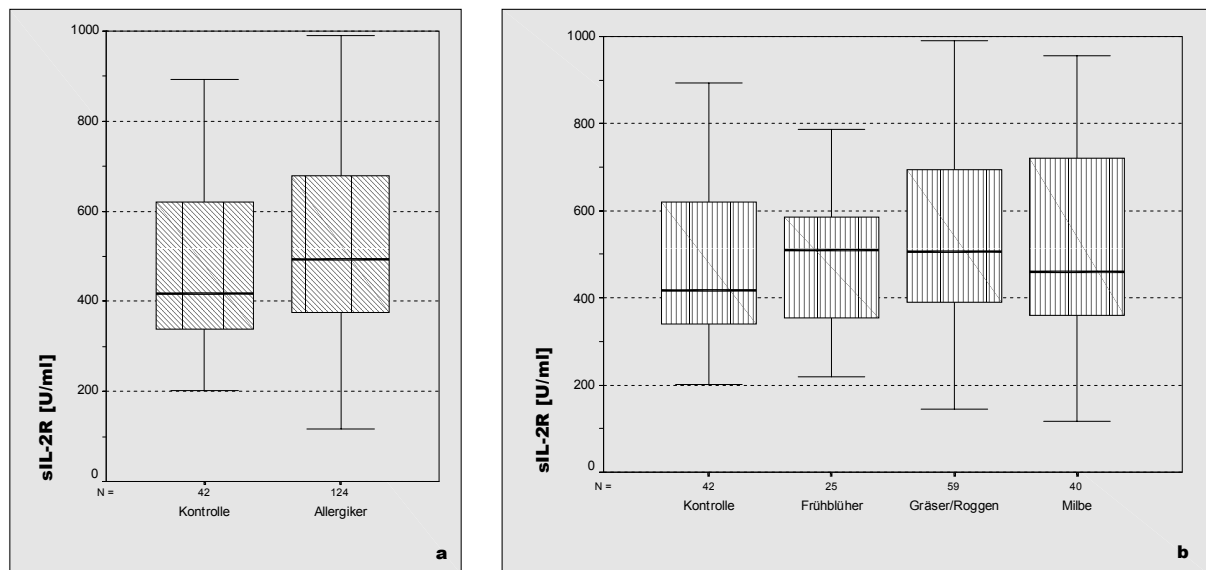 1000
800
600
400
200
0
sIL-2R [U/ml]
N =
42
124
Kontrolle
Allergiker
a
1000
800
600
400
200
0
sIL-2R [U/ml]
N =
42
25
59
40
Kontrolle
Frühblüher
Gräser/Roggen
Milbe
b